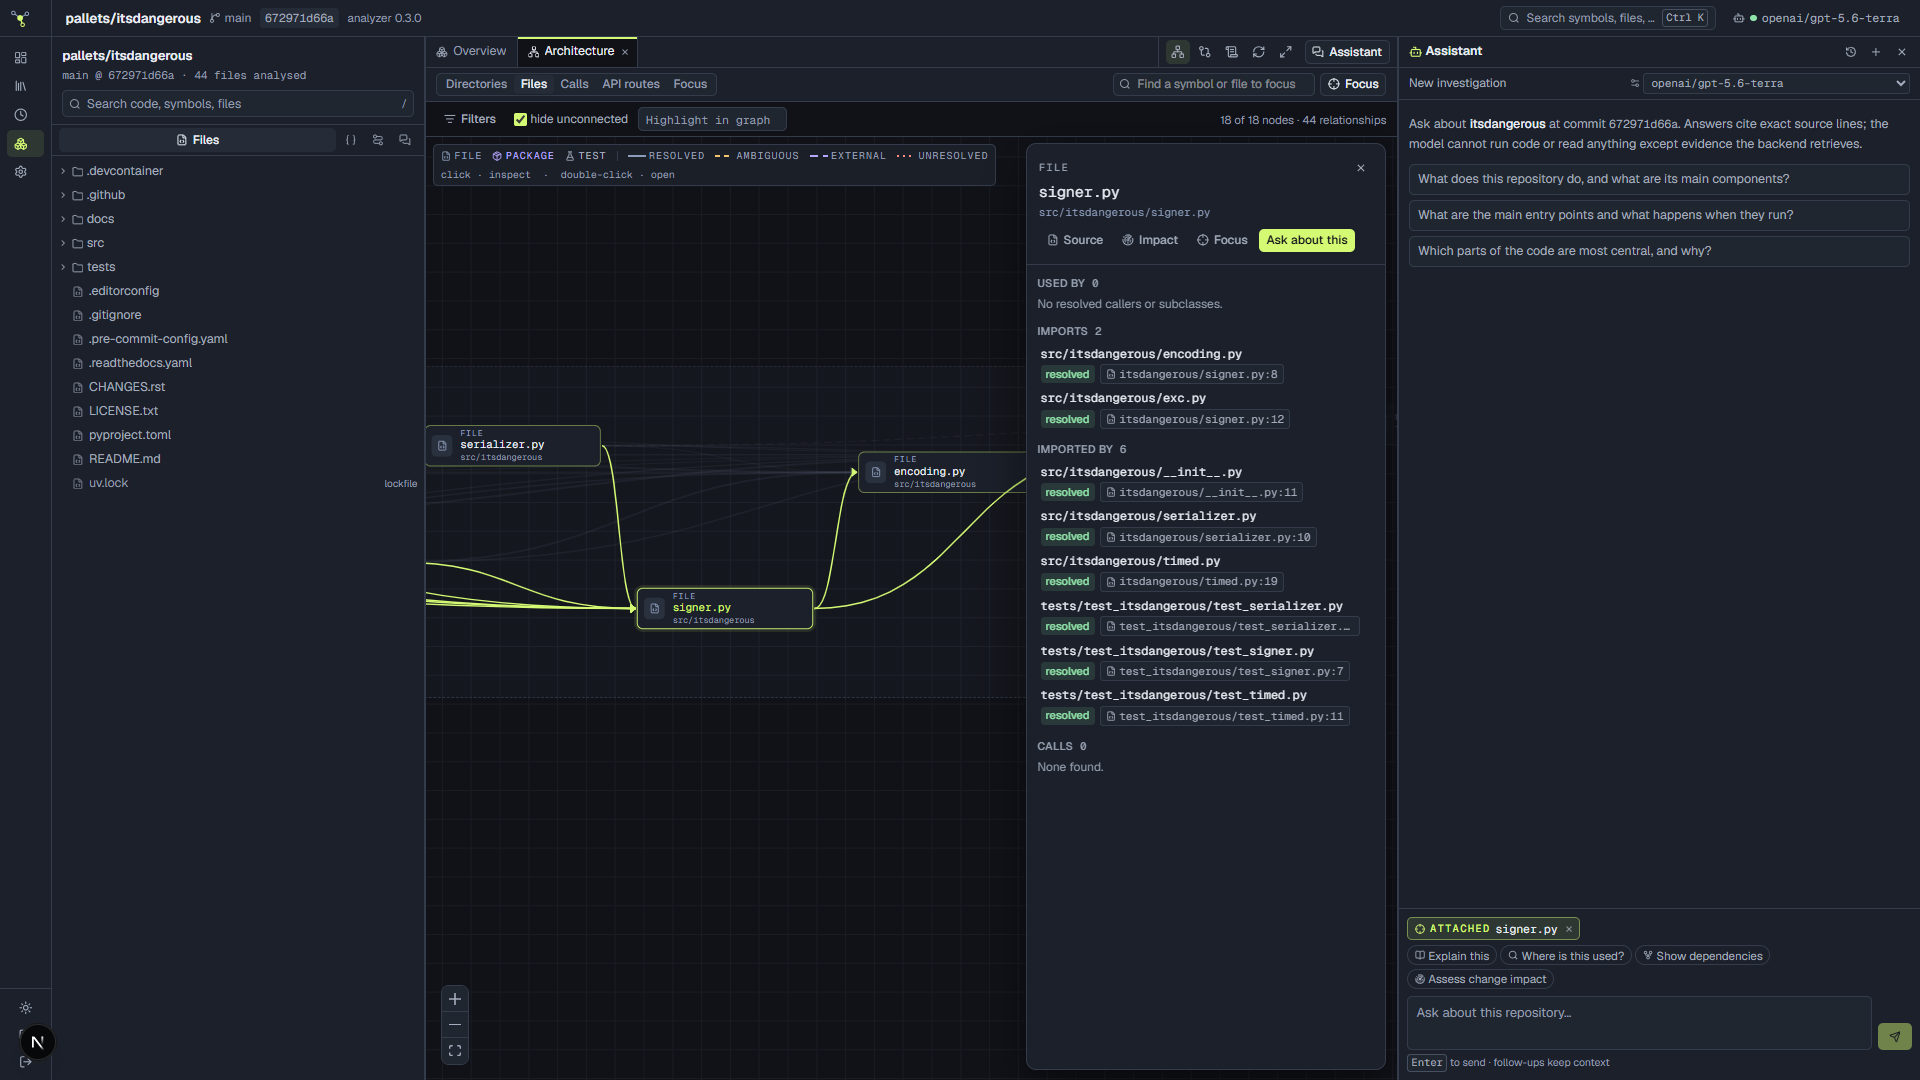 pallets/itsdangerous main 672971d66a analyzer 0.3.0
Search symbols, files, … Ctrl K
openai/gpt-5.6-terra
pallets/itsdangerous
main @ 672971d66a · 44 files analysed
Search code, symbols, files /
Files
.devcontainer
.github
docs
src
tests
.editorconfig
.gitignore
.pre-commit-config.yaml
.readthedocs.yaml
CHANGES.rst
LICENSE.txt
pyproject.toml
README.md
uv.lock lockfile
N
Overview Architecture × Assistant
Directories Files Calls API routes Focus
Find a symbol or file to focus Focus
Filters hide unconnected Highlight in graph
18 of 18 nodes · 44 relationships
FILE PACKAGE TEST RESOLVED AMBIGUOUS EXTERNAL UNRESOLVED
click · inspect · double-click · open
FILE
serializer.py
src/itsdangerous
FILE
encoding.py
src/itsdangerous
FILE
signer.py
src/itsdangerous
FILE
signer.py
src/itsdangerous/signer.py
Source Impact Focus Ask about this
USED BY 0
No resolved callers or subclasses.
IMPORTS 2
src/itsdangerous/encoding.py
resolved itsdangerous/signer.py:8
src/itsdangerous/exc.py
resolved itsdangerous/signer.py:12
IMPORTED BY 6
src/itsdangerous/__init__.py
resolved itsdangerous/__init__.py:11
src/itsdangerous/serializer.py
resolved itsdangerous/serializer.py:10
src/itsdangerous/timed.py
resolved itsdangerous/timed.py:19
tests/test_itsdangerous/test_serializer.py
resolved test_itsdangerous/test_serializer.…
tests/test_itsdangerous/test_signer.py
resolved test_itsdangerous/test_signer.py:7
tests/test_itsdangerous/test_timed.py
resolved test_itsdangerous/test_timed.py:11
CALLS 0
None found.
Assistant
New investigation openai/gpt-5.6-terra
Ask about itsdangerous at commit 672971d66a. Answers cite exact source lines; the
model cannot run code or read anything except evidence the backend retrieves.
What does this repository do, and what are its main components?
What are the main entry points and what happens when they run?
Which parts of the code are most central, and why?
ATTACHED signer.py ×
Explain this Where is this used? Show dependencies
Assess change impact
Ask about this repository…
Enter to send · follow-ups keep context